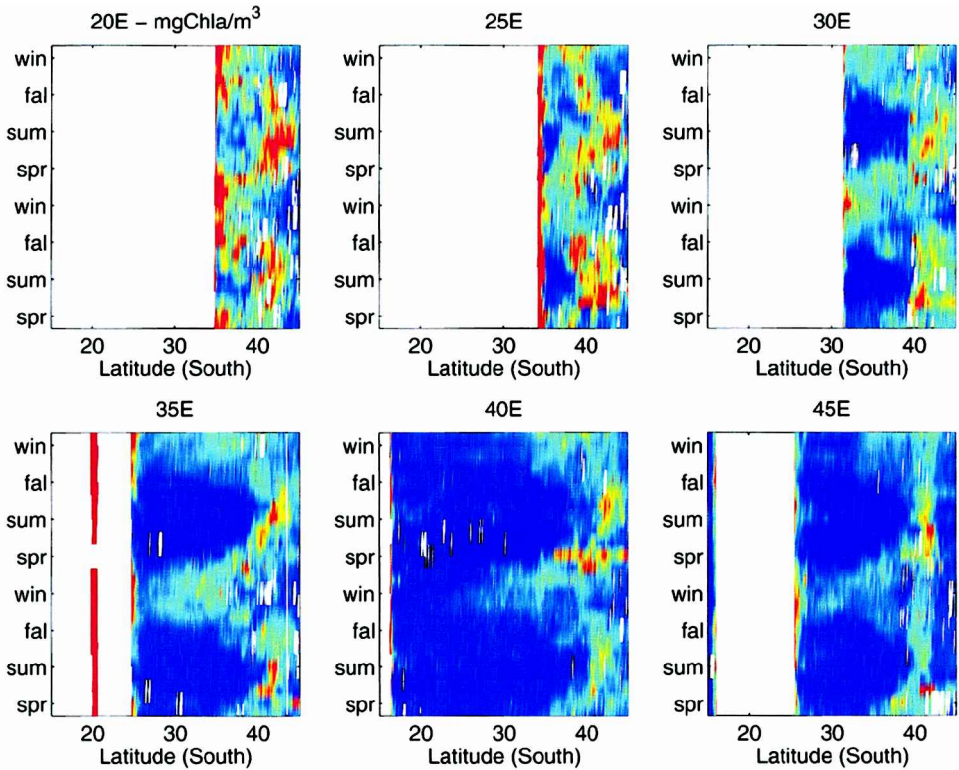 20E – mgChla/m³
25E
30E
win
fal
sum
spr
win
fal
sum
spr
20
30
40
Latitude (South)
win
fal
sum
spr
win
fal
sum
spr
20
30
40
Latitude (South)
win
fal
sum
spr
win
fal
sum
spr
20
30
40
Latitude (South)
35E
40E
45E
win
fal
sum
spr
win
fal
sum
spr
20
30
40
Latitude (South)
win
fal
sum
spr
win
fal
sum
spr
20
30
40
Latitude (South)
win
fal
sum
spr
win
fal
sum
spr
20
30
40
Latitude (South)